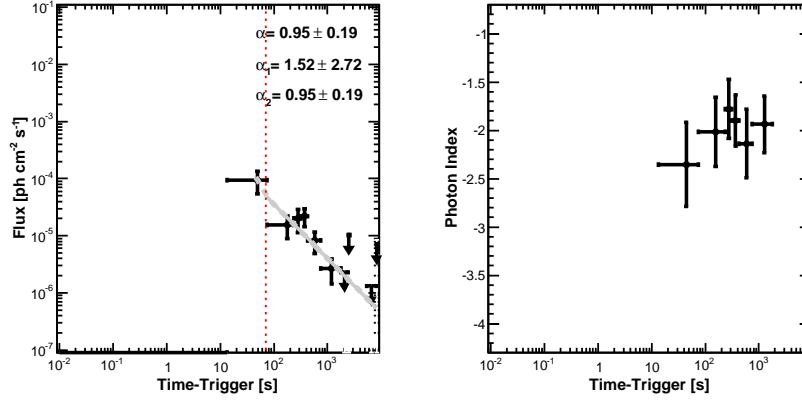 α= 0.95 ± 0.19
α₁= 1.52 ± 2.72
α₂= 0.95 ± 0.19
Flux [ph cm⁻² s⁻¹]
10⁻¹
10⁻²
10⁻³
10⁻⁴
10⁻⁵
10⁻⁶
10⁻⁷
10⁻² 10⁻¹ 1 10 10² 10³
Time-Trigger [s]
Photon Index
-1
-1.5
-2
-2.5
-3
-3.5
-4
10⁻² 10⁻¹ 1 10 10² 10³
Time-Trigger [s]